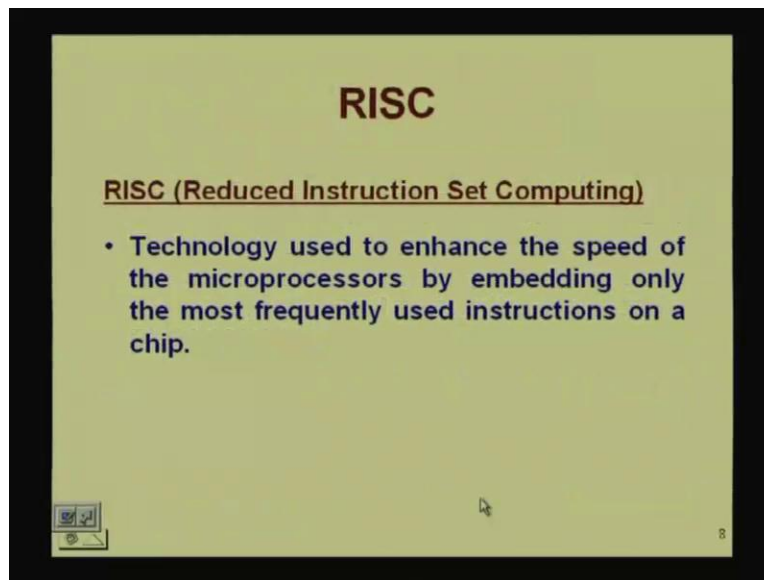 RISC
RISC (Reduced Instruction Set Computing)
• Technology used to enhance the speed of
the microprocessors by embedding only
the most frequently used instructions on a
chip.
8